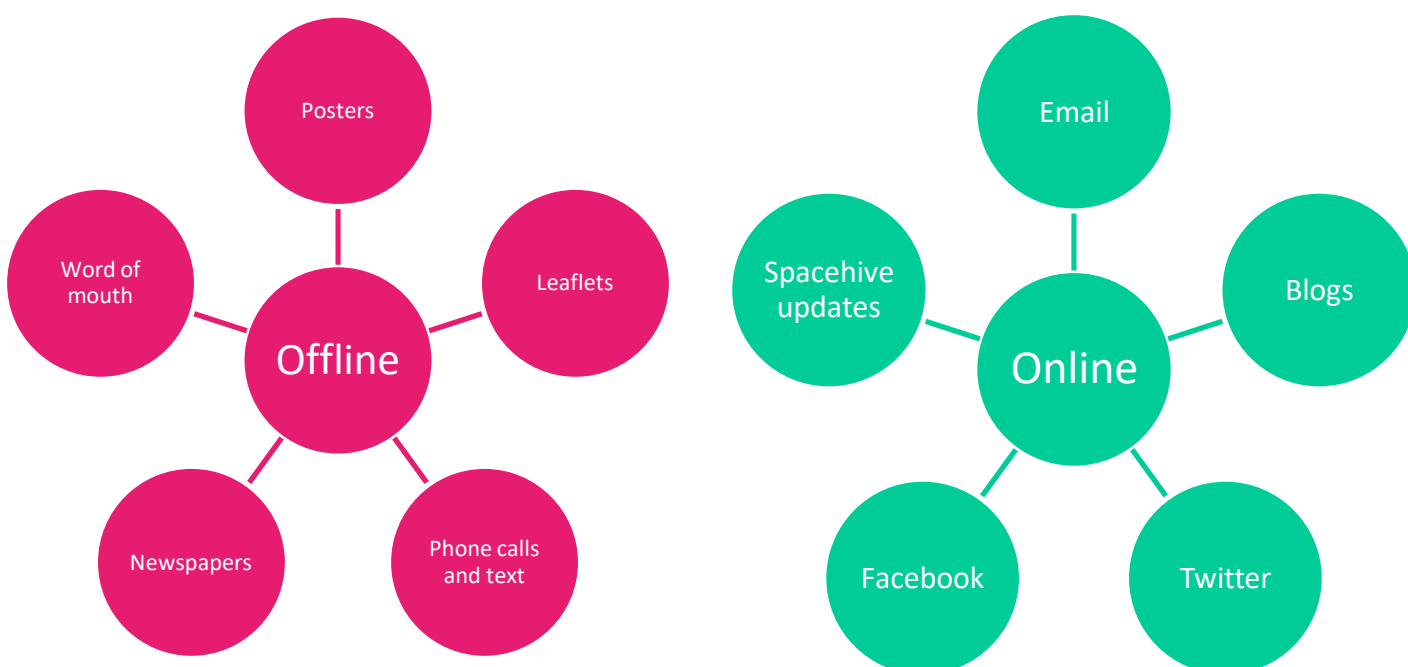 Posters
Leaflets
Phone calls
and text
Newspapers
Word of
mouth
Offline
Email
Blogs
Twitter
Facebook
Spacehive
updates
Online